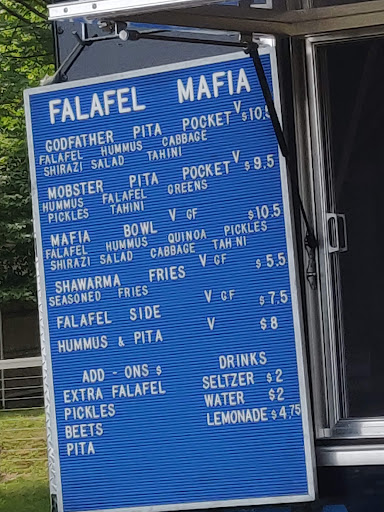 FALAFEL MAFIA
GODFATHER PITA POCKET V
FALAFEL HUMMUS CABBAGE
SHIRAZI SALAD TAHINI
MOBSTER PITA POCKET V $9.5
HUMMUS FALAFEL GREENS
PICKLES TAHINI
MAFIA BOWL V GF $10.5
FALAFEL HUMMUS QUINOA PICKLES
SHIRAZI SALAD CABBAGE TAH NI
SHAWARMA FRIES V GF $5.5
SEASONED FRIES
FALAFEL SIDE V GF $7.5
HUMMUS & PITA V $8
ADD - ONS $
EXTRA FALAFEL
PICKLES
BEETS
PITA
DRINKS
SELTZER $2
WATER $2
LEMONADE $4.75